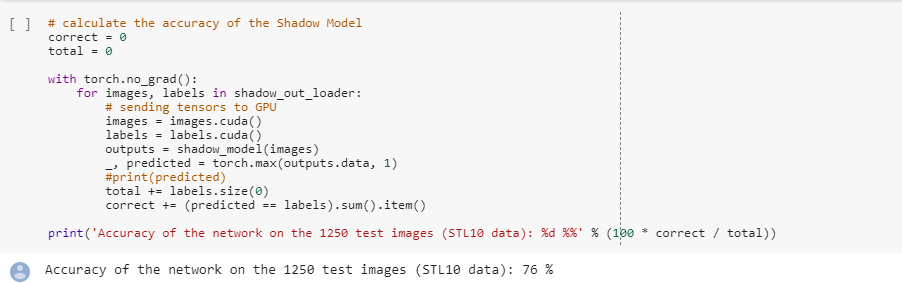 [ ] # calculate the accuracy of the Shadow Model
correct = 0
total = 0
with torch.no_grad():
for images, labels in shadow_out_loader:
# sending tensors to GPU
images = images.cuda()
labels = labels.cuda()
outputs = shadow_model(images)
_, predicted = torch.max(outputs.data, 1)
#print(predicted)
total += labels.size(0)
correct += (predicted == labels).sum().item()
print('Accuracy of the network on the 1250 test images (STL10 data): %d %%' % (100 * correct / total))
Accuracy of the network on the 1250 test images (STL10 data): 76 %